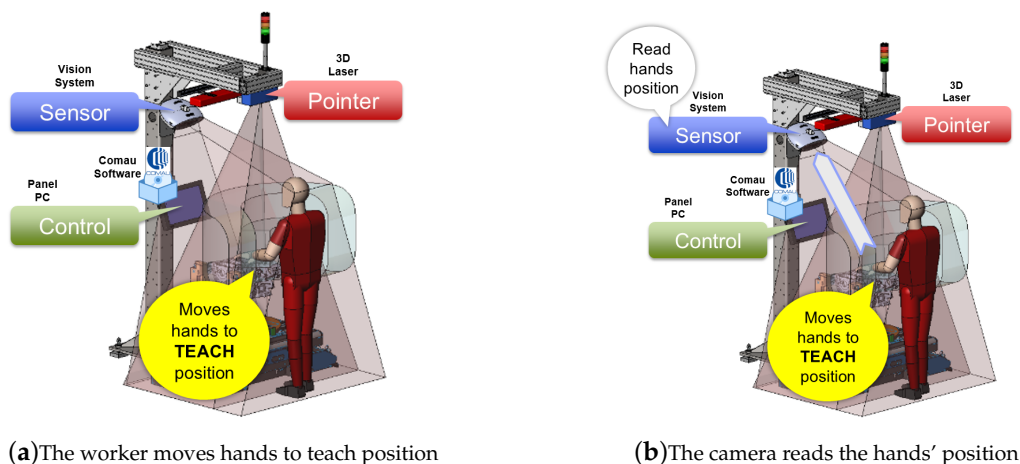 Vision
System
Sensor
3D
Laser
Pointer
Comau
Software
COMAU
Panel
PC
Control
Moves
hands to
TEACH
position
(a)The worker moves hands to teach position
Read
hands
position
Vision
System
Sensor
3D
Laser
Pointer
Comau
Software
COMAU
Panel
PC
Control
Moves
hands to
TEACH
position
(b)The camera reads the hands’ position